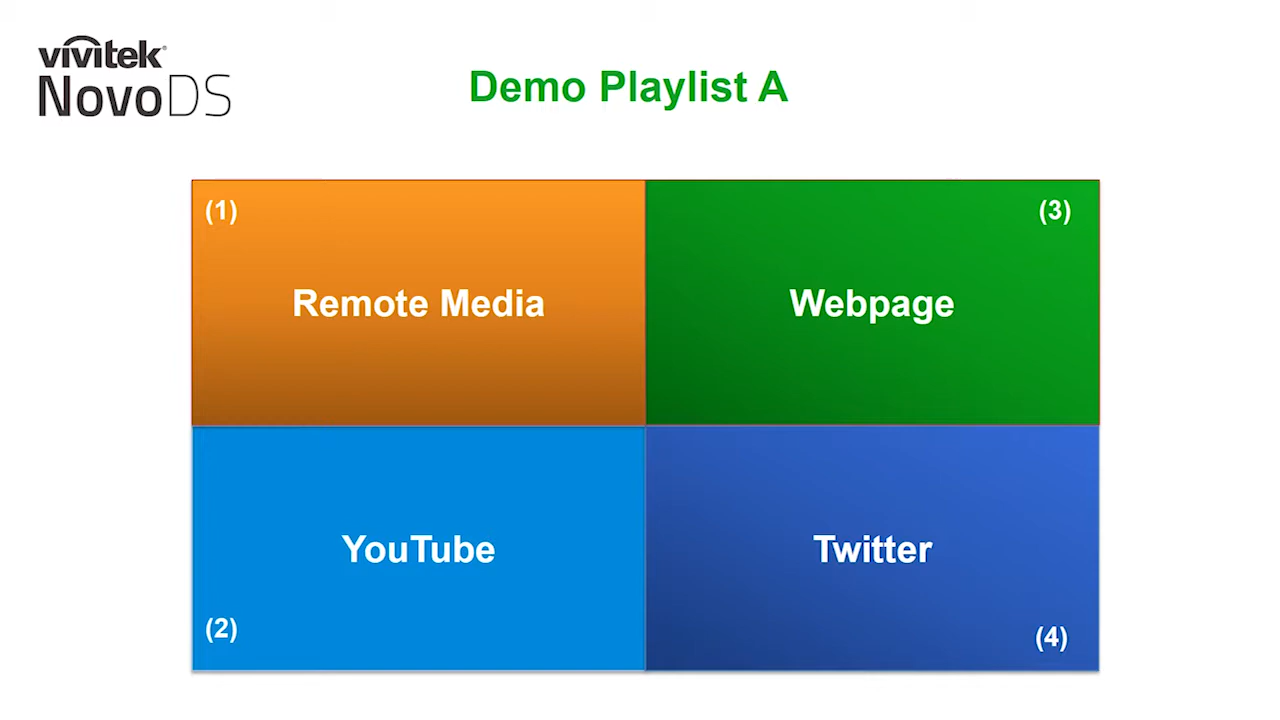 vivitek
NovoDS
Demo Playlist A
(1)
Remote Media
(3)
Webpage
YouTube
(2)
Twitter
(4)